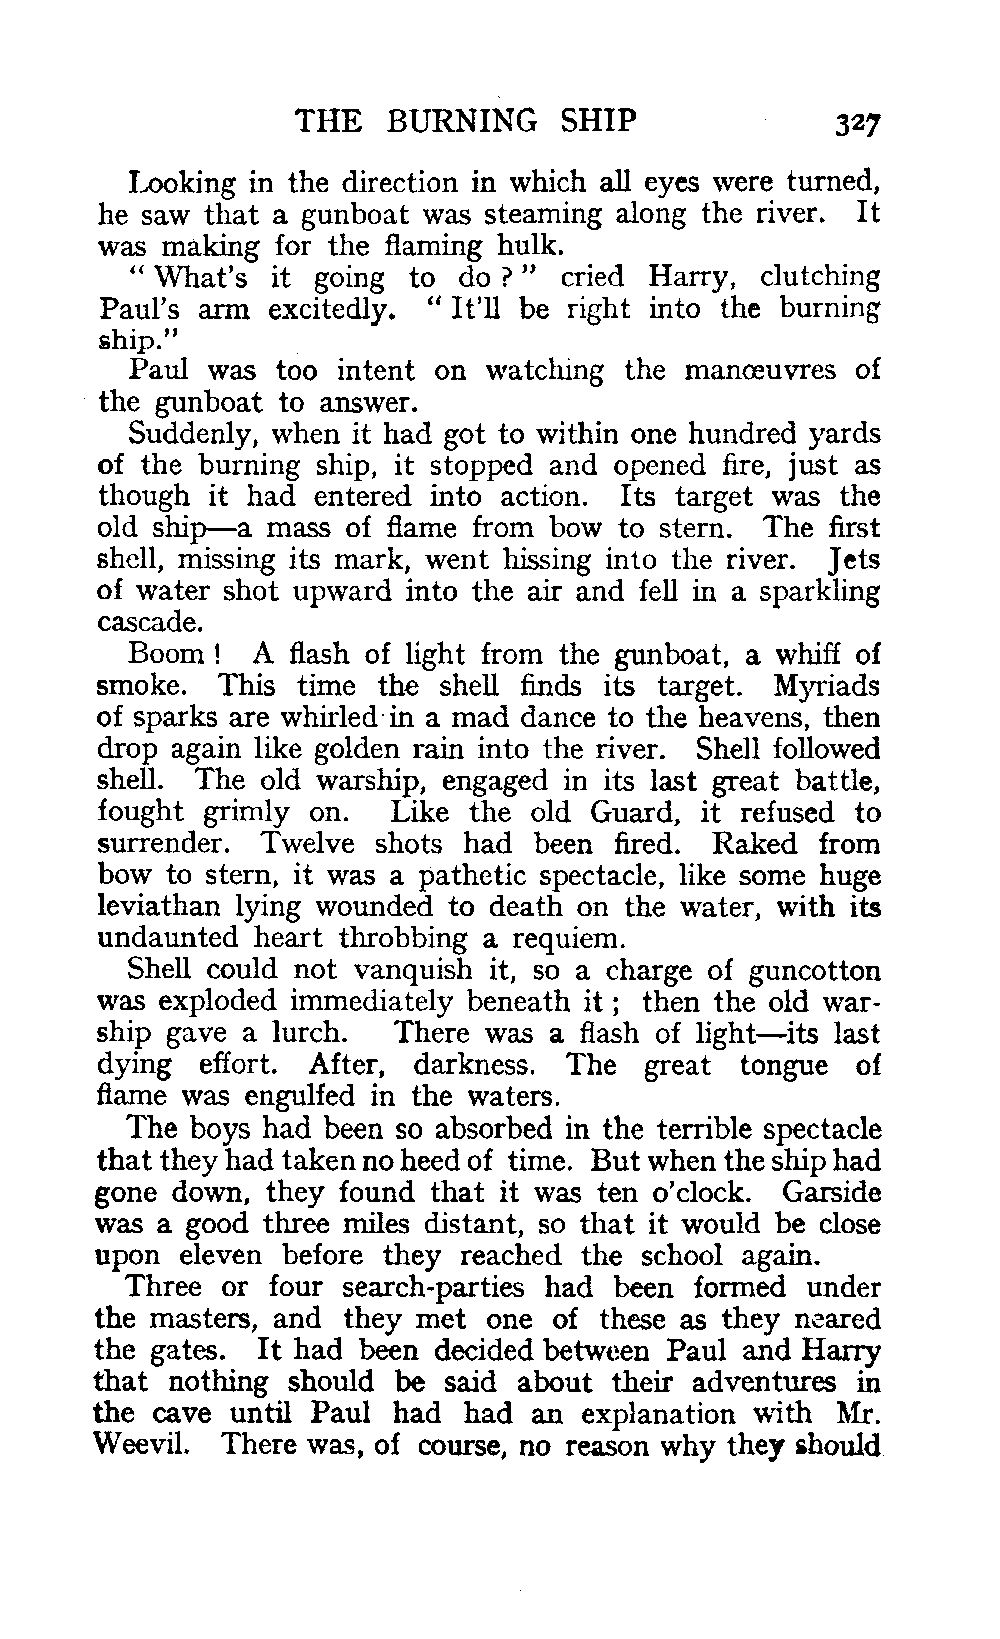 THE BURNING SHIP 327
Looking in the direction in which all eyes were turned,
he saw that a gunboat was steaming along the river. It
was making for the flaming hulk.
“ What's it going to do ? ” cried Harry, clutching
Paul's arm excitedly. “ It'll be right into the burning
ship.”
Paul was too intent on watching the manœuvres of
the gunboat to answer.
Suddenly, when it had got to within one hundred yards
of the burning ship, it stopped and opened fire, just as
though it had entered into action. Its target was the
old ship—a mass of flame from bow to stern. The first
shell, missing its mark, went hissing into the river. Jets
of water shot upward into the air and fell in a sparkling
cascade.
Boom ! A flash of light from the gunboat, a whiff of
smoke. This time the shell finds its target. Myriads
of sparks are whirled in a mad dance to the heavens, then
drop again like golden rain into the river. Shell followed
shell. The old warship, engaged in its last great battle,
fought grimly on. Like the old Guard, it refused to
surrender. Twelve shots had been fired. Raked from
bow to stern, it was a pathetic spectacle, like some huge
leviathan lying wounded to death on the water, with its
undaunted heart throbbing a requiem.
Shell could not vanquish it, so a charge of guncotton
was exploded immediately beneath it ; then the old war-
ship gave a lurch. There was a flash of light—its last
dying effort. After, darkness. The great tongue of
flame was engulfed in the waters.
The boys had been so absorbed in the terrible spectacle
that they had taken no heed of time. But when the ship had
gone down, they found that it was ten o'clock. Garside
was a good three miles distant, so that it would be close
upon eleven before they reached the school again.
Three or four search-parties had been formed under
the masters, and they met one of these as they neared
the gates. It had been decided between Paul and Harry
that nothing should be said about their adventures in
the cave until Paul had had an explanation with Mr.
Weevil. There was, of course, no reason why they should